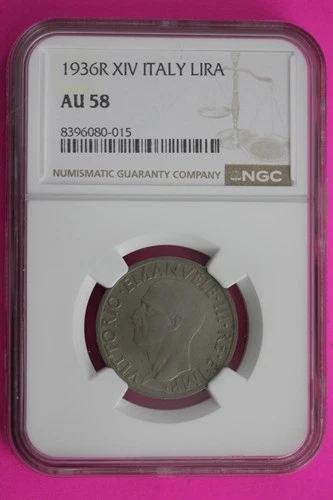 1936R XIV ITALY LIRA
AU 58
8396080-015
NUMISMATIC GUARANTY COMPANY
NGC
VITTORIO·EMANVELE·III·RE·E·IMP·